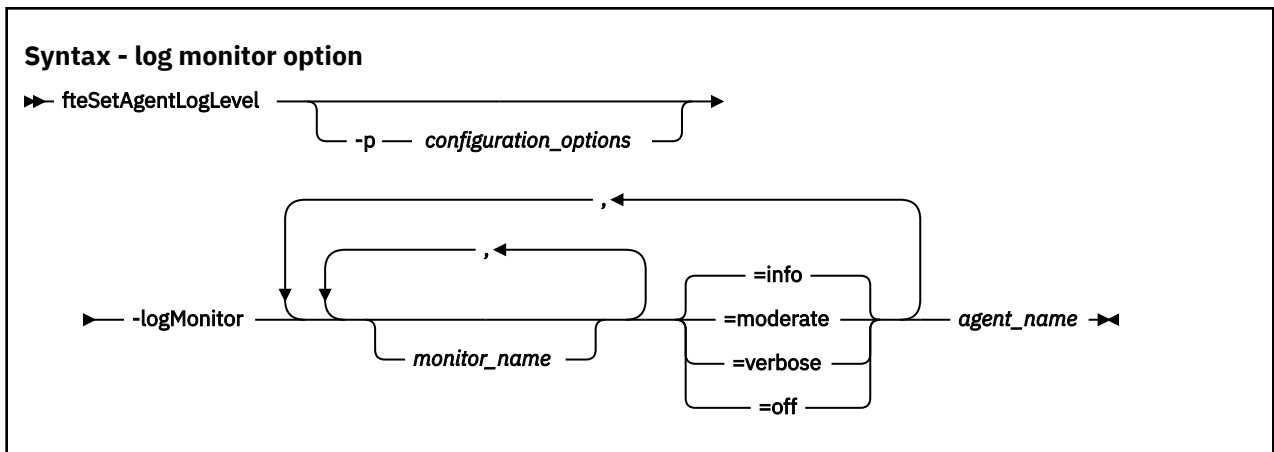 Syntax - log monitor option
fteSetAgentLogLevel
-p configuration_options
,
,
-logMonitor monitor_name =info =moderate =verbose =off agent_name